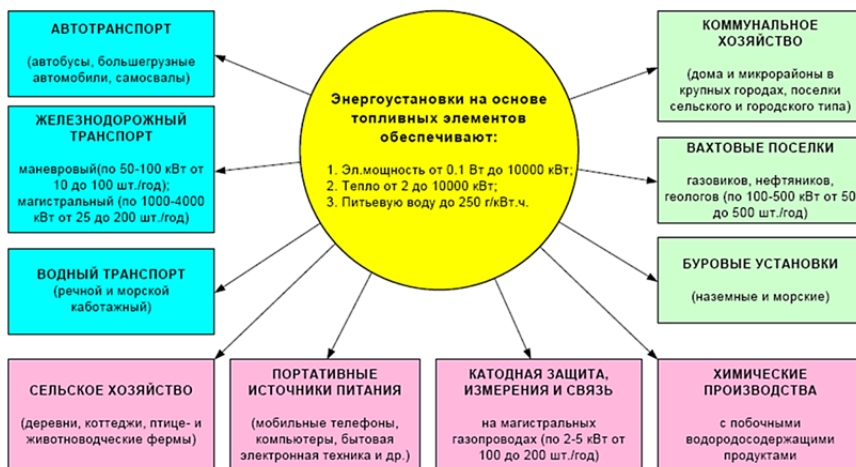 АВТОТРАНСПОРТ
(автобусы, большегрузные
автомобили, самосвалы)
ЖЕЛЕЗНОДОРОЖНЫЙ
ТРАНСПОРТ
маневровый(по 50-100 кВт от
10 до 100 шт./год);
магистральный (по 1000-4000
кВт от 25 до 200 шт./год)
ВОДНЫЙ ТРАНСПОРТ
(речной и морской
каботажный)
Энергоустановки на основе
топливных элементов
обеспечивают:
1. Эл.мощность от 0.1 Вт до 10000 кВт;
2. Тепло от 2 до 10000 кВт;
3. Питьевую воду до 250 г/кВт.ч.
КОММУНАЛЬНОЕ
ХОЗЯЙСТВО
(дома и микрорайоны в
крупных городах, поселки
сельского и городского типа)
ВАХТОВЫЕ ПОСЕЛКИ
газовиков, нефтяников,
геологов (по 100-500 кВт от 50
до 500 шт./год)
БУРОВЫЕ УСТАНОВКИ
(наземные и морские)
СЕЛЬСКОЕ ХОЗЯЙСТВО
(деревни, коттеджи, птице- и
животноводческие фермы)
ПОРТАТИВНЫЕ
ИСТОЧНИКИ ПИТАНИЯ
(мобильные телефоны,
компьютеры, бытовая
электронная техника и др.)
КАТОДНАЯ ЗАЩИТА,
ИЗМЕРЕНИЯ И СВЯЗЬ
на магистральных
газопроводах (по 2-5 кВт от
100 до 200 шт./год)
ХИМИЧЕСКИЕ
ПРОИЗВОДСТВА
с побочными
водородосодержащими
продуктами